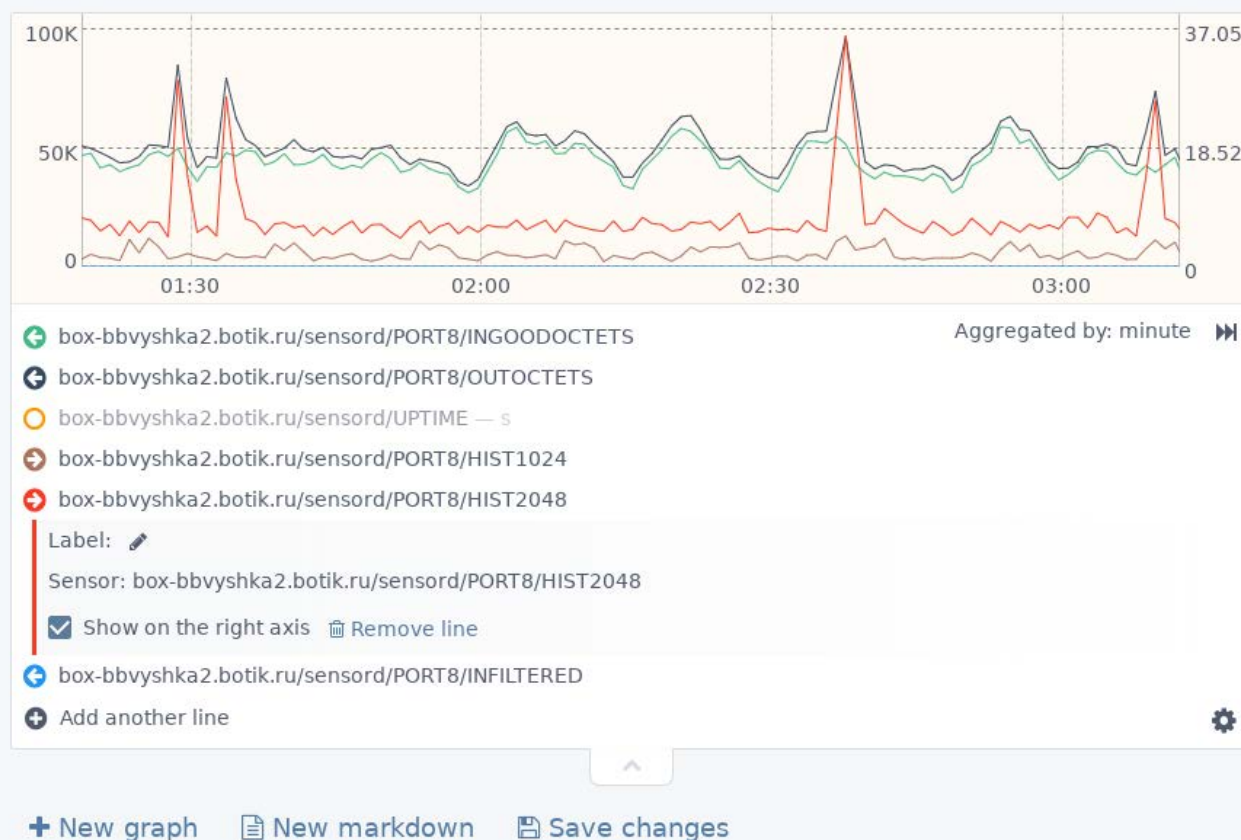 100K
37.05
50K
18.52
0
0
01:30 02:00 02:30 03:00
box-bbvyshka2.botik.ru/sensord/PORT8/INGOODOCTETS
Aggregated by: minute
box-bbvyshka2.botik.ru/sensord/PORT8/OUTOCTETS
box-bbvyshka2.botik.ru/sensord/UPTIME — s
box-bbvyshka2.botik.ru/sensord/PORT8/HIST1024
box-bbvyshka2.botik.ru/sensord/PORT8/HIST2048
Label:
Sensor: box-bbvyshka2.botik.ru/sensord/PORT8/HIST2048
Show on the right axis Remove line
box-bbvyshka2.botik.ru/sensord/PORT8/INFILTERED
Add another line
New graph New markdown Save changes